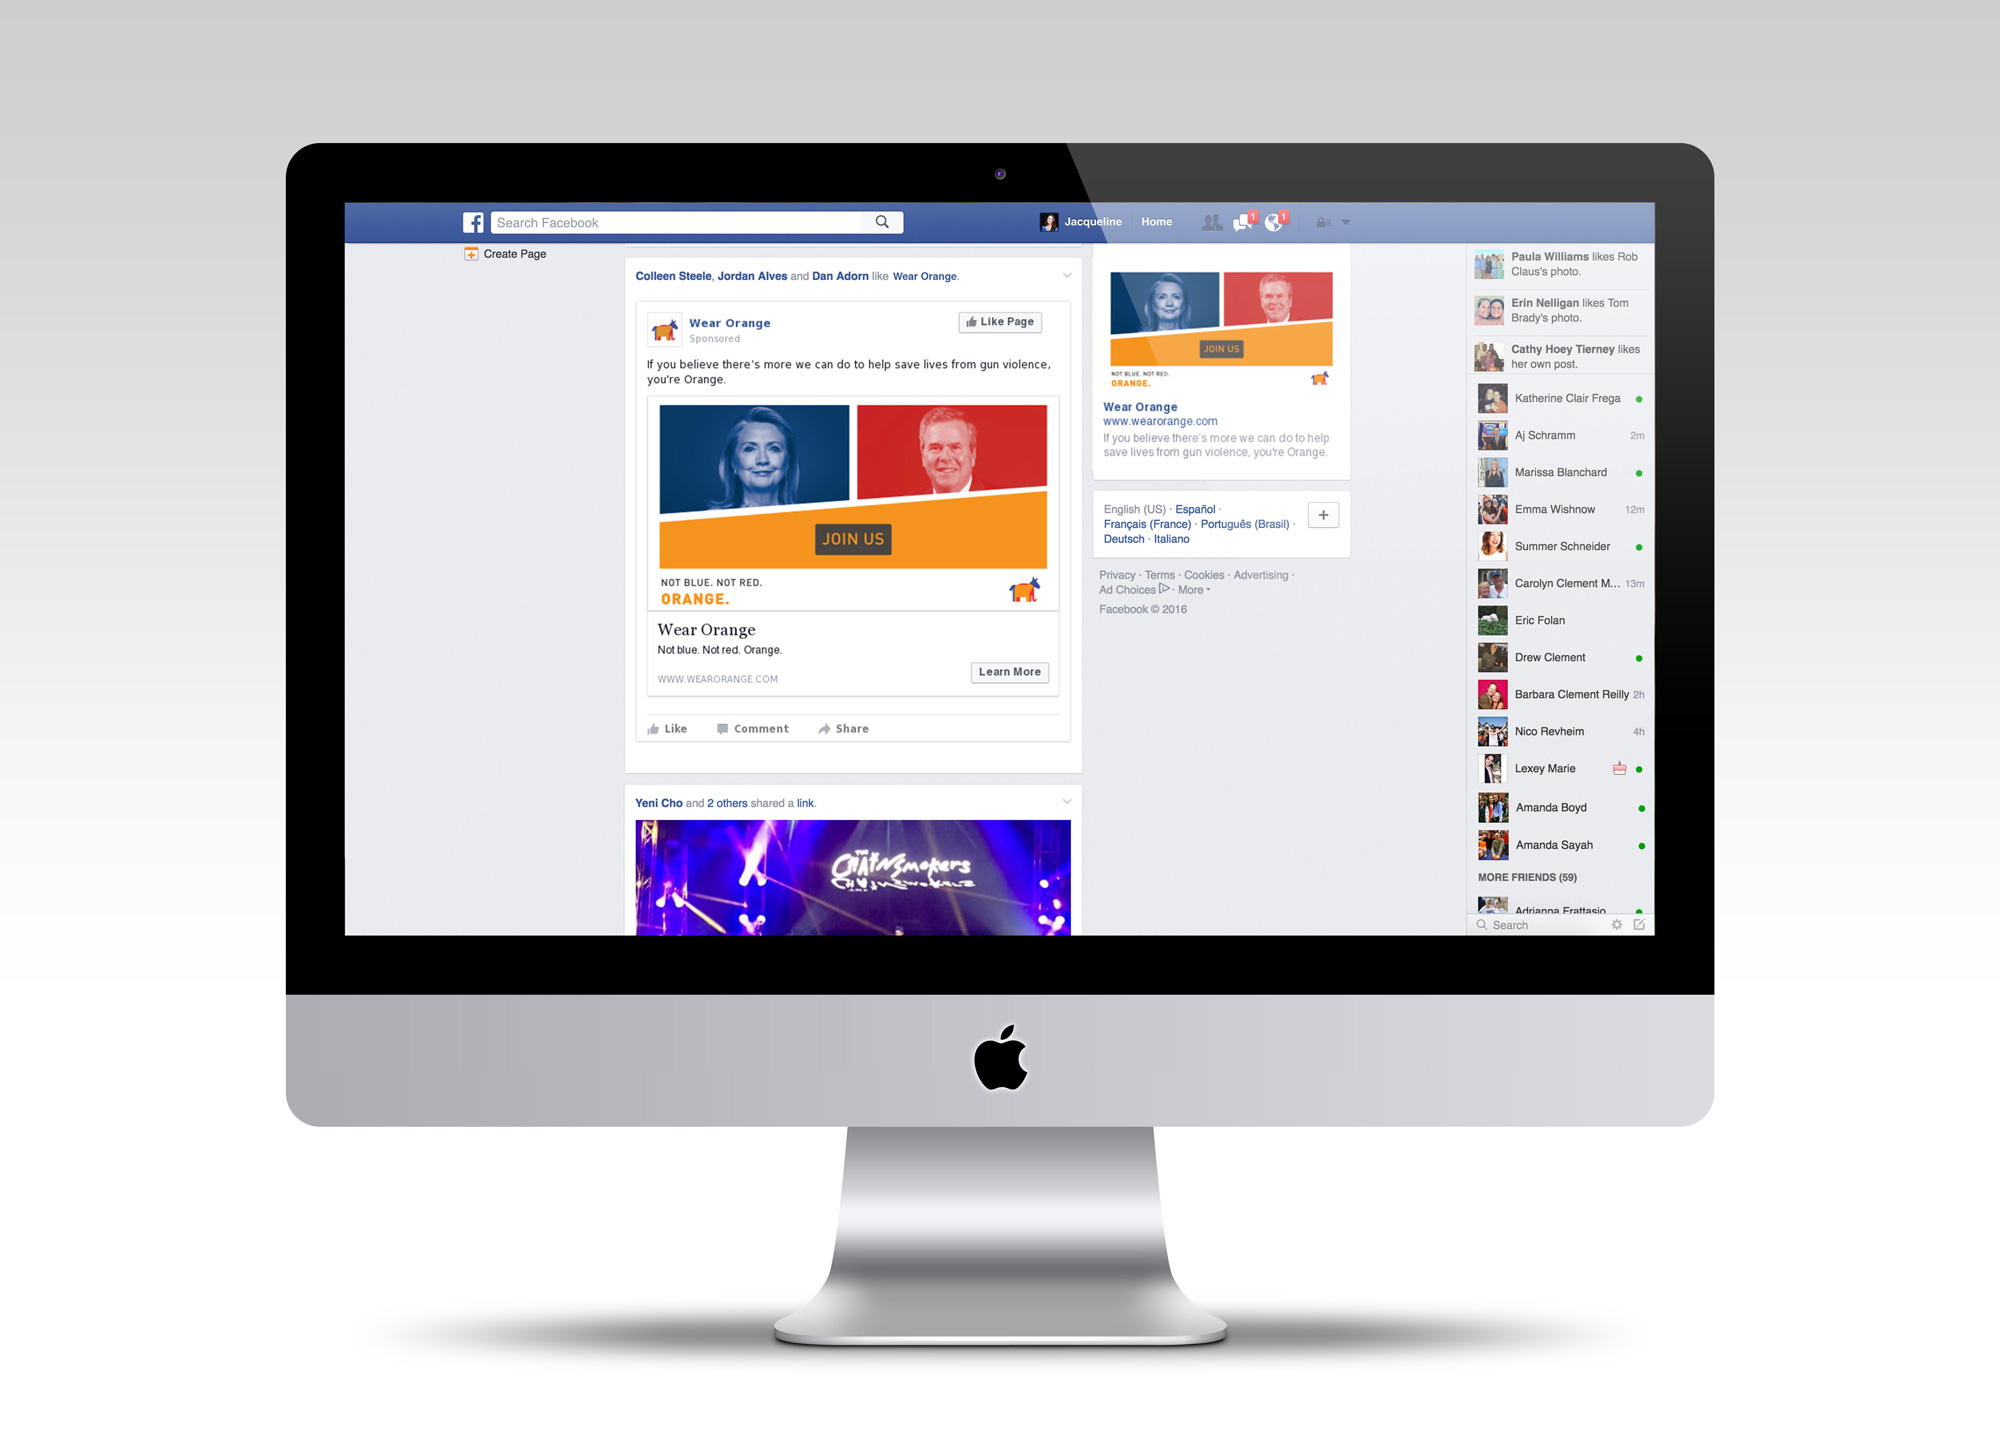 Search Facebook
Jacqueline
Home
1
1
Create Page
Colleen Steele, Jordan Alves and Dan Adorn like Wear Orange.
Wear Orange
Sponsored
Like Page
If you believe there's more we can do to help save lives from gun violence,
you're Orange.
JOIN US
NOT BLUE. NOT RED.
ORANGE.
Wear Orange
Not blue. Not red. Orange.
WWW.WEARORANGE.COM
Learn More
Like
Comment
Share
Yeni Cho and 2 others shared a link.
THE
CHAINSMOKERS
JOIN US
NOT BLUE. NOT RED.
ORANGE.
Wear Orange
www.wearorange.com
If you believe there's more we can do to help
save lives from gun violence, you're Orange.
English (US) · Español ·
Français (France) · Português (Brasil) ·
Deutsch · Italiano
Privacy · Terms · Cookies · Advertising ·
Ad Choices · More
Facebook © 2016
Paula Williams likes Rob
Claus's photo.
Erin Nelligan likes Tom
Brady's photo.
Cathy Hoey Tierney likes
her own post.
Katherine Clair Frega
Aj Schramm 2m
Marissa Blanchard
Emma Wishnow 12m
Summer Schneider
Carolyn Clement M... 13m
Eric Folan
Drew Clement
Barbara Clement Reilly 2h
Nico Revheim 4h
Lexey Marie
Amanda Boyd
Amanda Sayah
MORE FRIENDS (59)
Adrianna Frattasio
Search